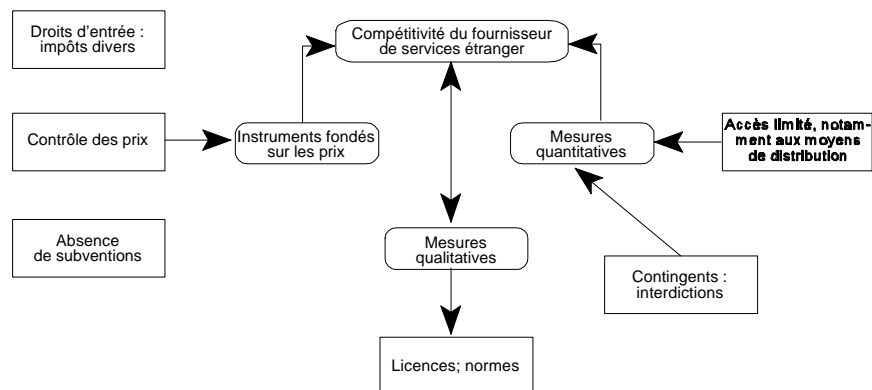 Droits d'entrée :
impôts divers
Compétitivité du fournisseur
de services étranger
Contrôle des prix
Instruments fondés
sur les prix
Mesures
quantitatives
Accès limité, notam-
ment aux moyens
de distribution
Absence
de subventions
Mesures
qualitatives
Contingents :
interdictions
Licences; normes